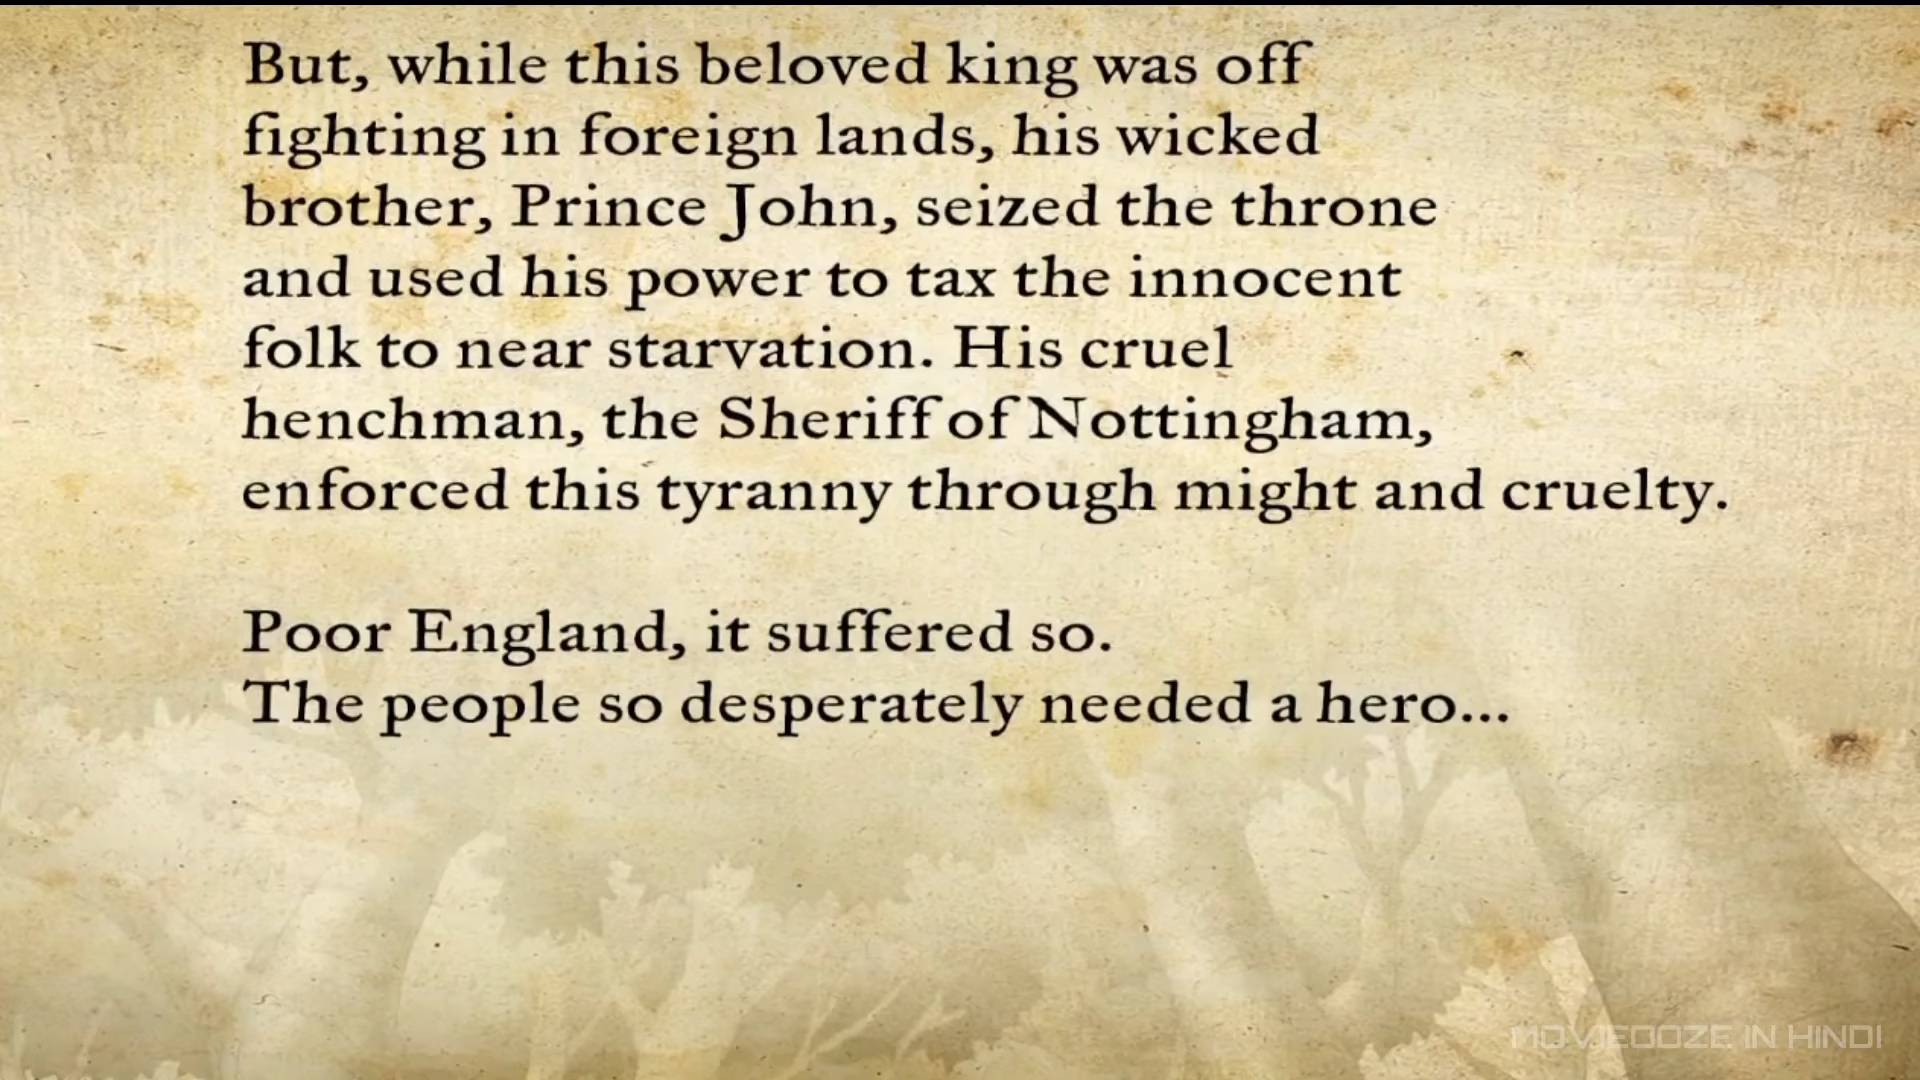 But, while this beloved king was off
fighting in foreign lands, his wicked
brother, Prince John, seized the throne
and used his power to tax the innocent
folk to near starvation. His cruel
henchman, the Sheriff of Nottingham,
enforced this tyranny through might and cruelty.
Poor England, it suffered so.
The people so desperately needed a hero...
MOVIEDOZE IN HINDI